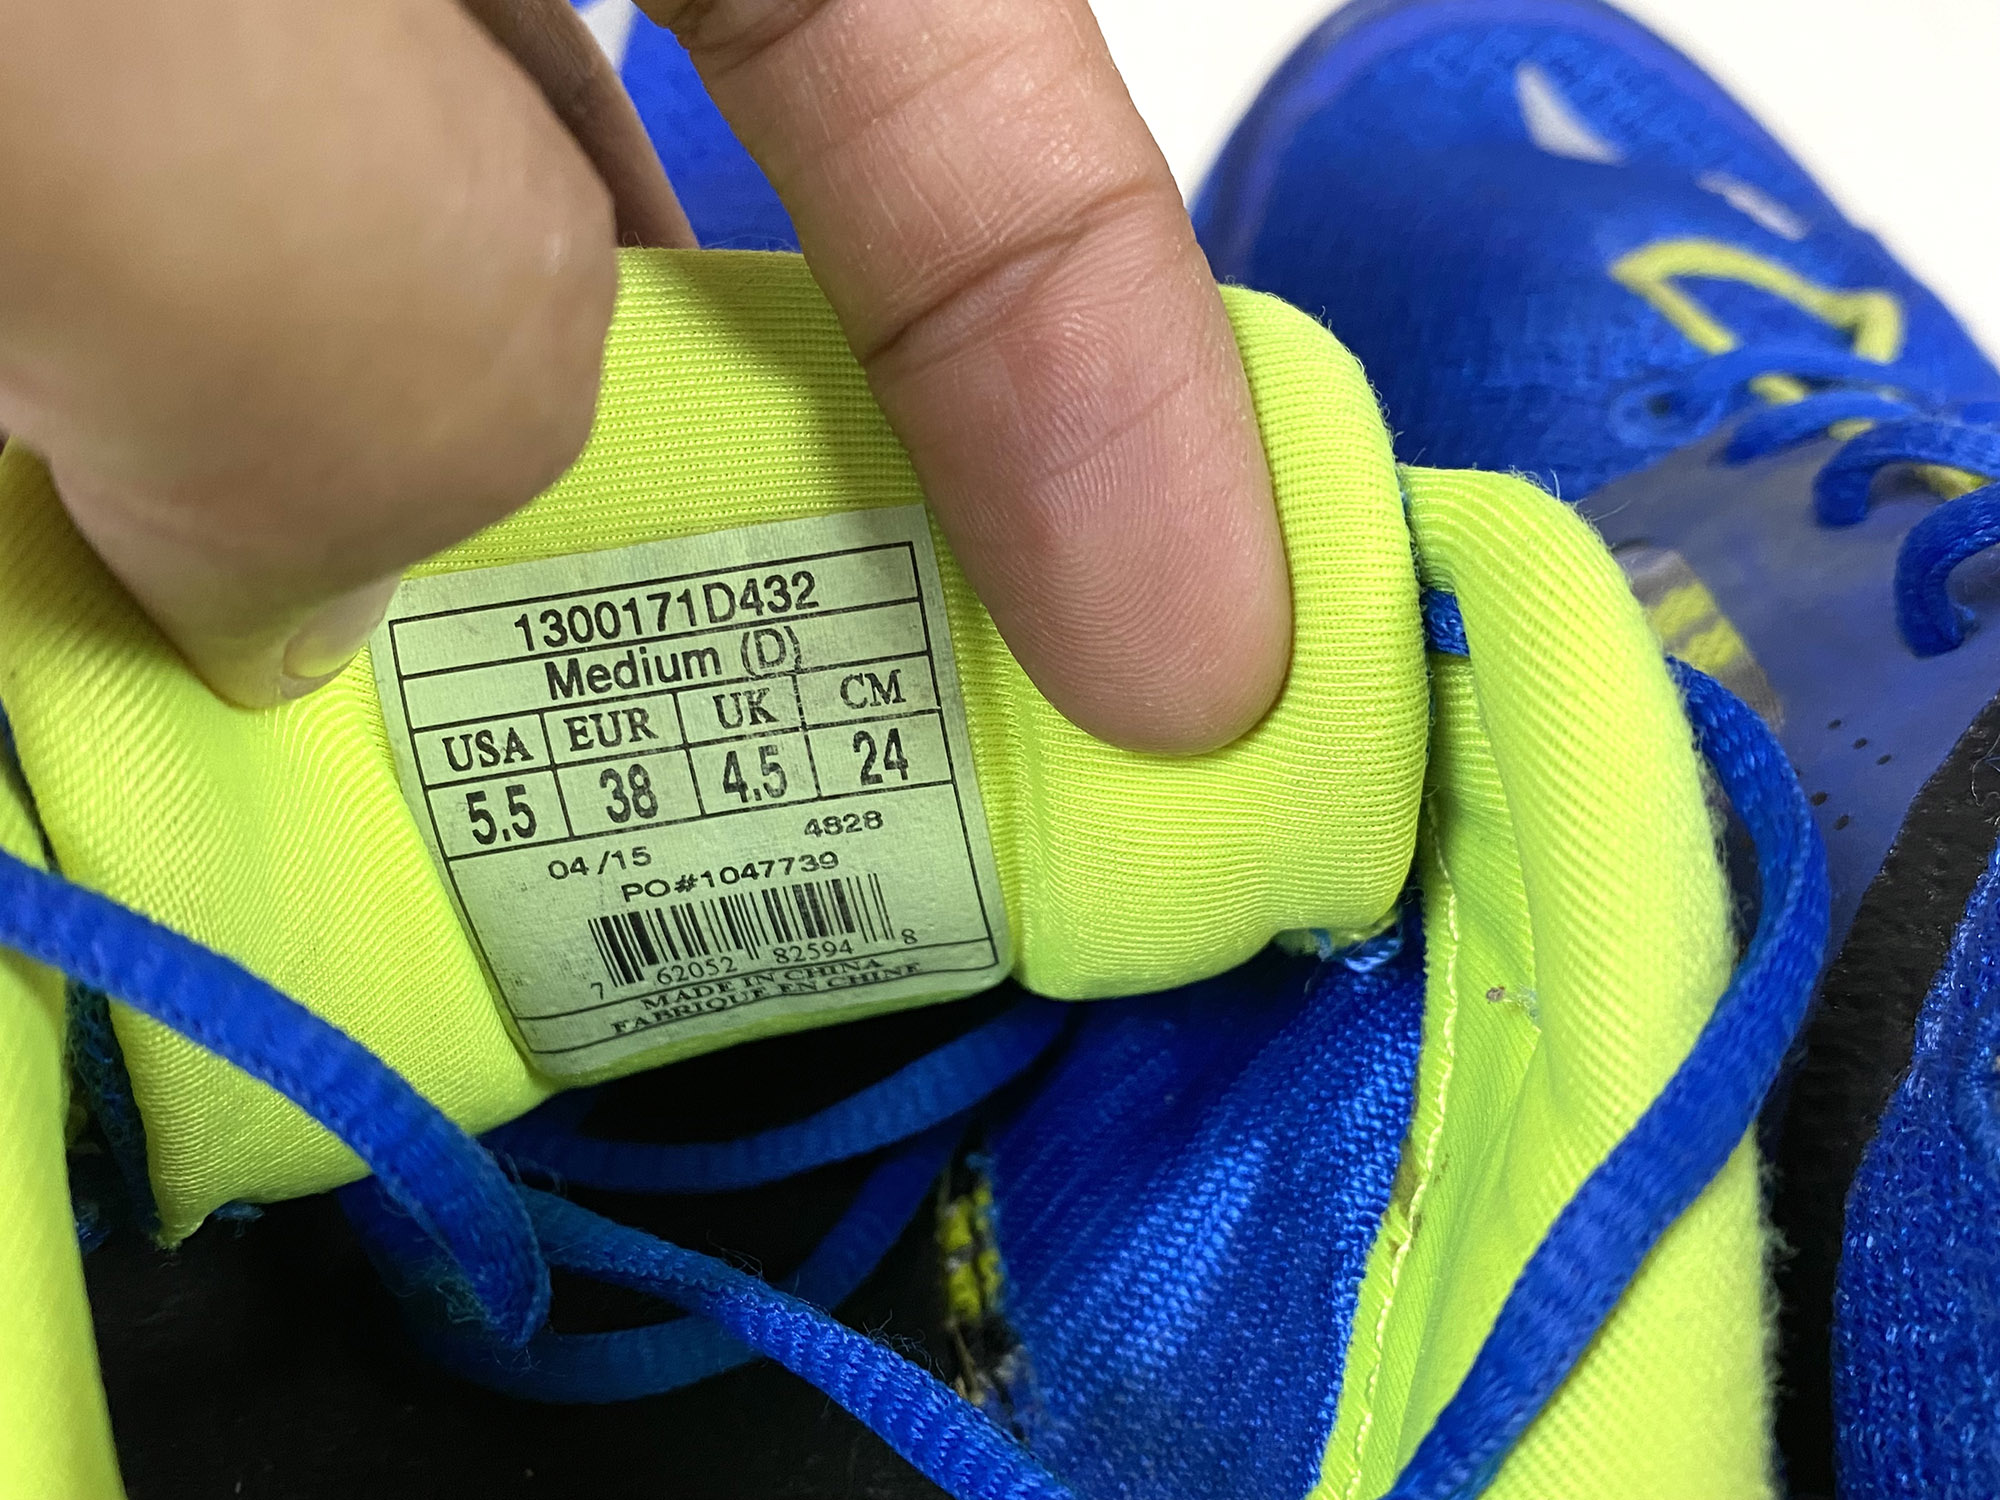 1300171D432
Medium (D)
USA EUR UK CM
5.5 38 4.5 24
4828
04/15
PO#1047739
7 62052 82594 8
MADE IN CHINA
FABRIQUE EN CHINE